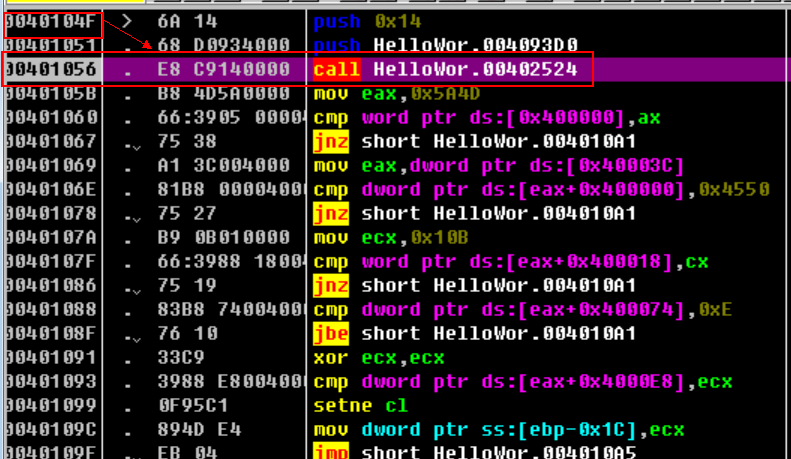 0040104F > 6A 14 push 0x14
00401051 . 68 D0934000 push HelloWor.004093D0
00401056 . E8 C9140000 call HelloWor.00402524
0040105B . B8 4D5A0000 mov eax,0x5A4D
00401060 . 66:3905 00004 cmp word ptr ds:[0x400000],ax
00401067 .v 75 38 jnz short HelloWor.004010A1
00401069 . A1 3C004000 mov eax,dword ptr ds:[0x40003C]
0040106E . 81B8 00004000 cmp dword ptr ds:[eax+0x400000],0x4550
00401078 .v 75 27 jnz short HelloWor.004010A1
0040107A . B9 0B010000 mov ecx,0x10B
0040107F . 66:3988 18004 cmp word ptr ds:[eax+0x400018],cx
00401086 .v 75 19 jnz short HelloWor.004010A1
00401088 . 83B8 74004000 cmp dword ptr ds:[eax+0x400074],0xE
0040108F .v 76 10 jbe short HelloWor.004010A1
00401091 . 33C9 xor ecx,ecx
00401093 . 3988 E8004000 cmp dword ptr ds:[eax+0x4000E8],ecx
00401099 . 0F95C1 setne cl
0040109C . 894D E4 mov dword ptr ss:[ebp-0x1C],ecx
0040109F . EB 04 jmp short HelloWor.004010A5